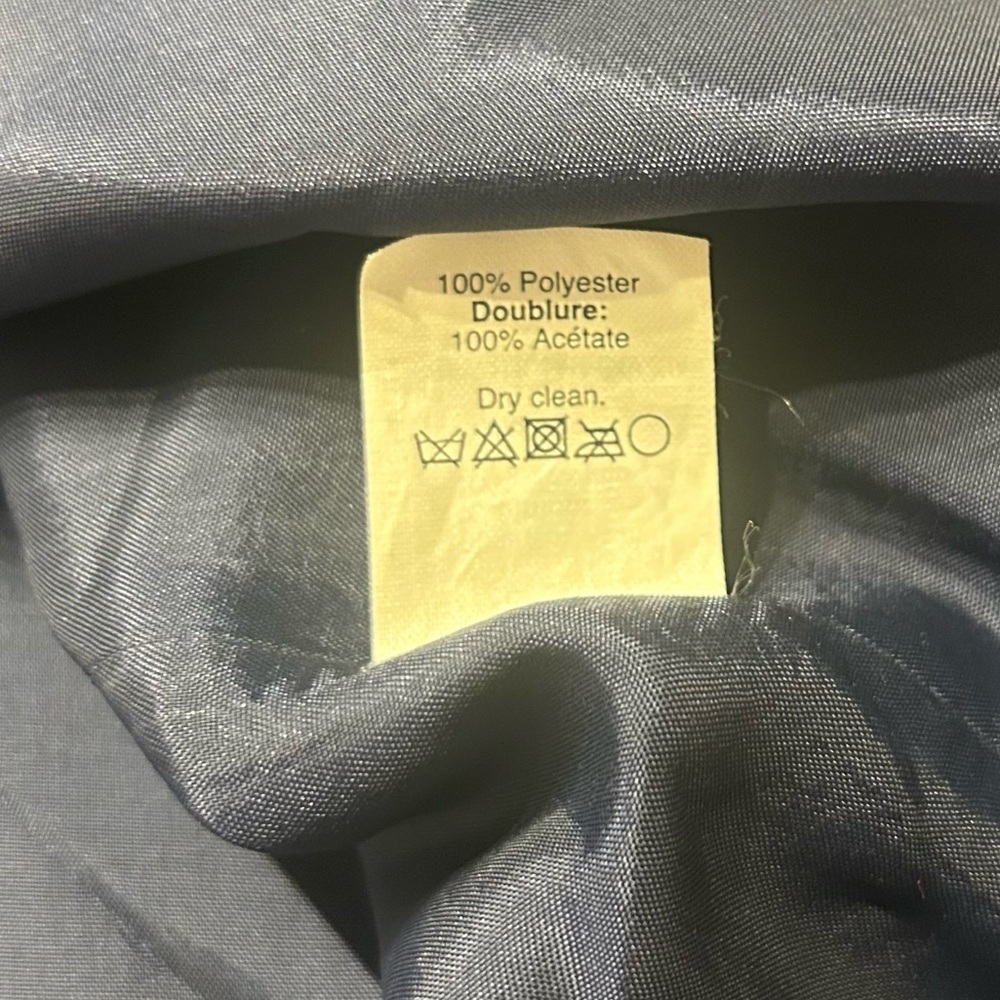 100% Polyester
Doublure:
100% Acétate
Dry clean.